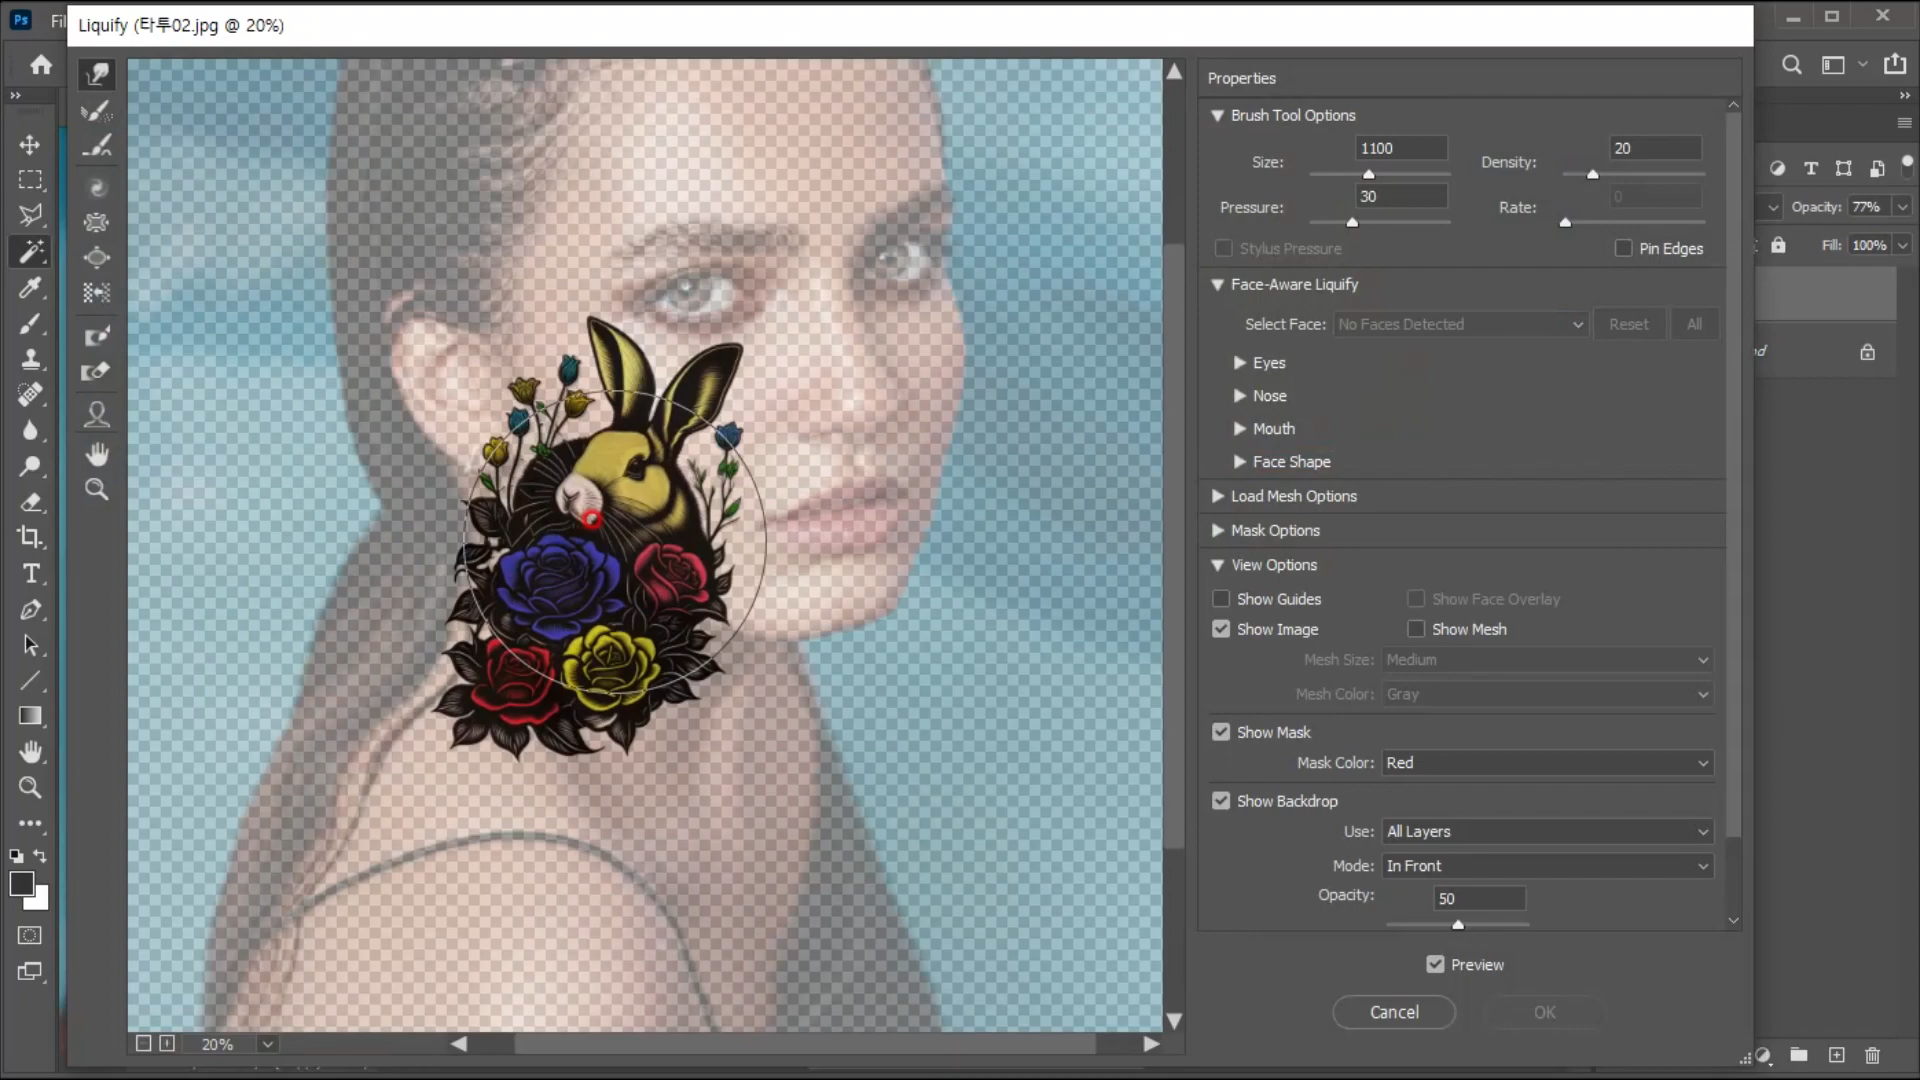 Ps Fil
Liquify (타투02.jpg @ 20%)
Properties
Brush Tool Options
Size: 1100 Density: 20
Pressure: 30 Rate: 0
Stylus Pressure Pin Edges
Face-Aware Liquify
Select Face: No Faces Detected Reset All
Eyes
Nose
Mouth
Face Shape
Load Mesh Options
Mask Options
View Options
Show Guides Show Face Overlay
Show Image Show Mesh
Mesh Size: Medium
Mesh Color: Gray
Show Mask
Mask Color: Red
Show Backdrop
Use: All Layers
Mode: In Front
Opacity: 50
Preview
Cancel OK
20%
Opacity: 77%
Fill: 100%